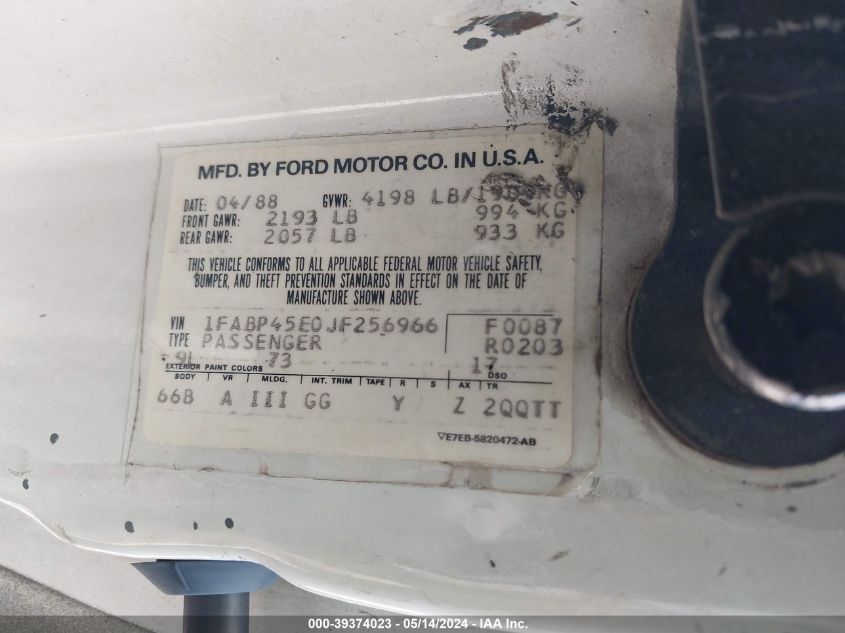 MFD. BY FORD MOTOR CO. IN U.S.A.
DATE: 04/88 GVWR: 4198 LB/
FRONT GAWR: 2193 LB 994 KG
REAR GAWR: 2057 LB 933 KG
THIS VEHICLE CONFORMS TO ALL APPLICABLE FEDERAL MOTOR VEHICLE SAFETY,
BUMPER, AND THEFT PREVENTION STANDARDS IN EFFECT ON THE DATE OF
MANUFACTURE SHOWN ABOVE.
VIN 1FABP45E0JF256966 F0087
TYPE PASSENGER R0203
9L 73 17
EXTERIOR PAINT COLORS DSO
BODY VR MLDG. INT. TRIM TAPE R S AX TR
66B A III GG Y Z 2QQTT
E7EB-5820472-AB
000-39374023 - 05/14/2024 - IAA Inc.